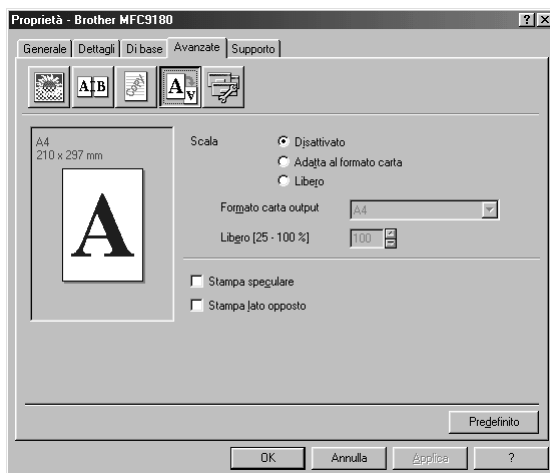 Proprietà - Brother MFC9180
Generale Dettagli Di base Avanzate Supporto
A4
210 x 297 mm
A
Scala
Disattivato
Adatta al formato carta
Libero
Formato carta output A4
Libero [25 - 100 %] 100
Stampa speculare
Stampa lato opposto
Predefinito
OK Annulla Applica ?